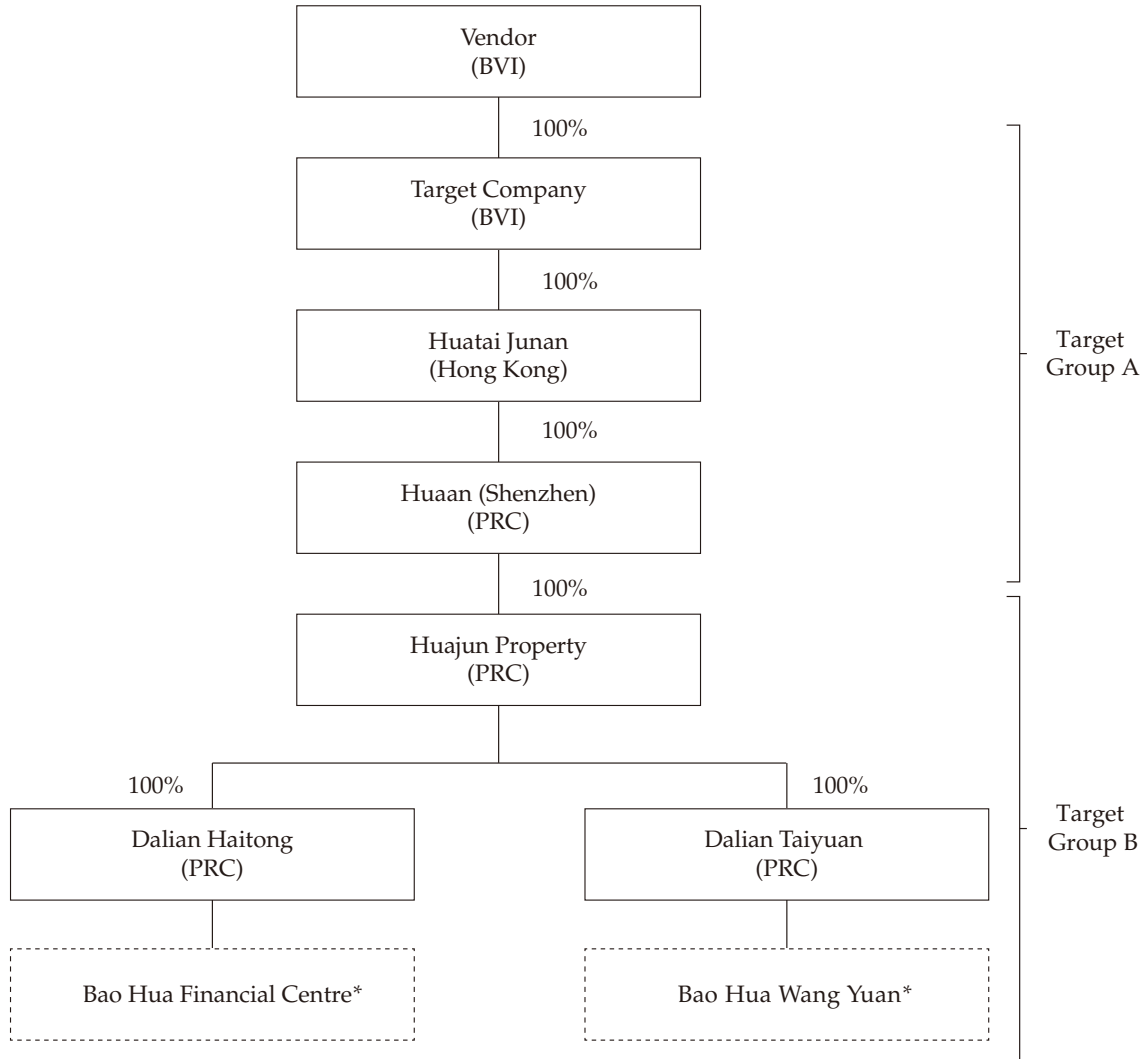 Vendor
(BVI)
100%
Target Company
(BVI)
100%
Huatai Junan
(Hong Kong)
Target
Group A
100%
Huaan (Shenzhen)
(PRC)
100%
Huajun Property
(PRC)
100%
100%
Dalian Haitong
(PRC)
Dalian Taiyuan
(PRC)
Target
Group B
Bao Hua Financial Centre*
Bao Hua Wang Yuan*